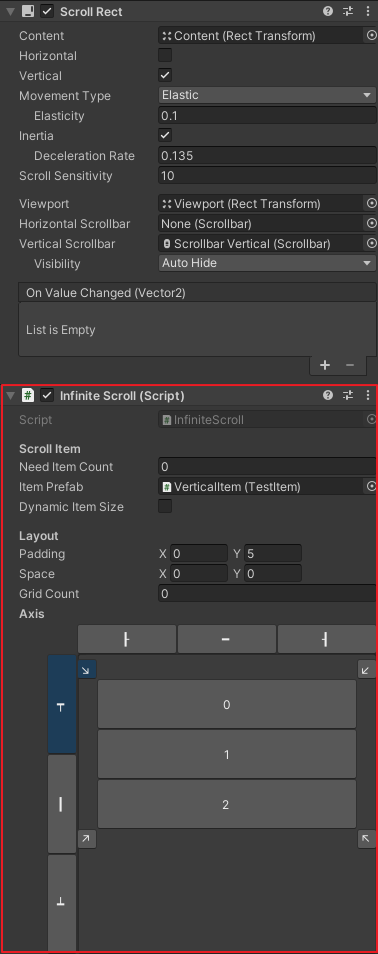 Scroll Rect
Content Content (Rect Transform)
Horizontal
Vertical
Movement Type Elastic
Elasticity 0.1
Inertia
Deceleration Rate 0.135
Scroll Sensitivity 10
Viewport Viewport (Rect Transform)
Horizontal Scrollbar None (Scrollbar)
Vertical Scrollbar Scrollbar Vertical (Scrollbar)
Visibility Auto Hide
On Value Changed (Vector2)
List is Empty
+ −
# Infinite Scroll (Script)
Script # InfiniteScroll
Scroll Item
Need Item Count 0
Item Prefab # VerticalItem (TestItem)
Dynamic Item Size
Layout
Padding X 0 Y 5
Space X 0 Y 0
Grid Count 0
Axis
0
1
2